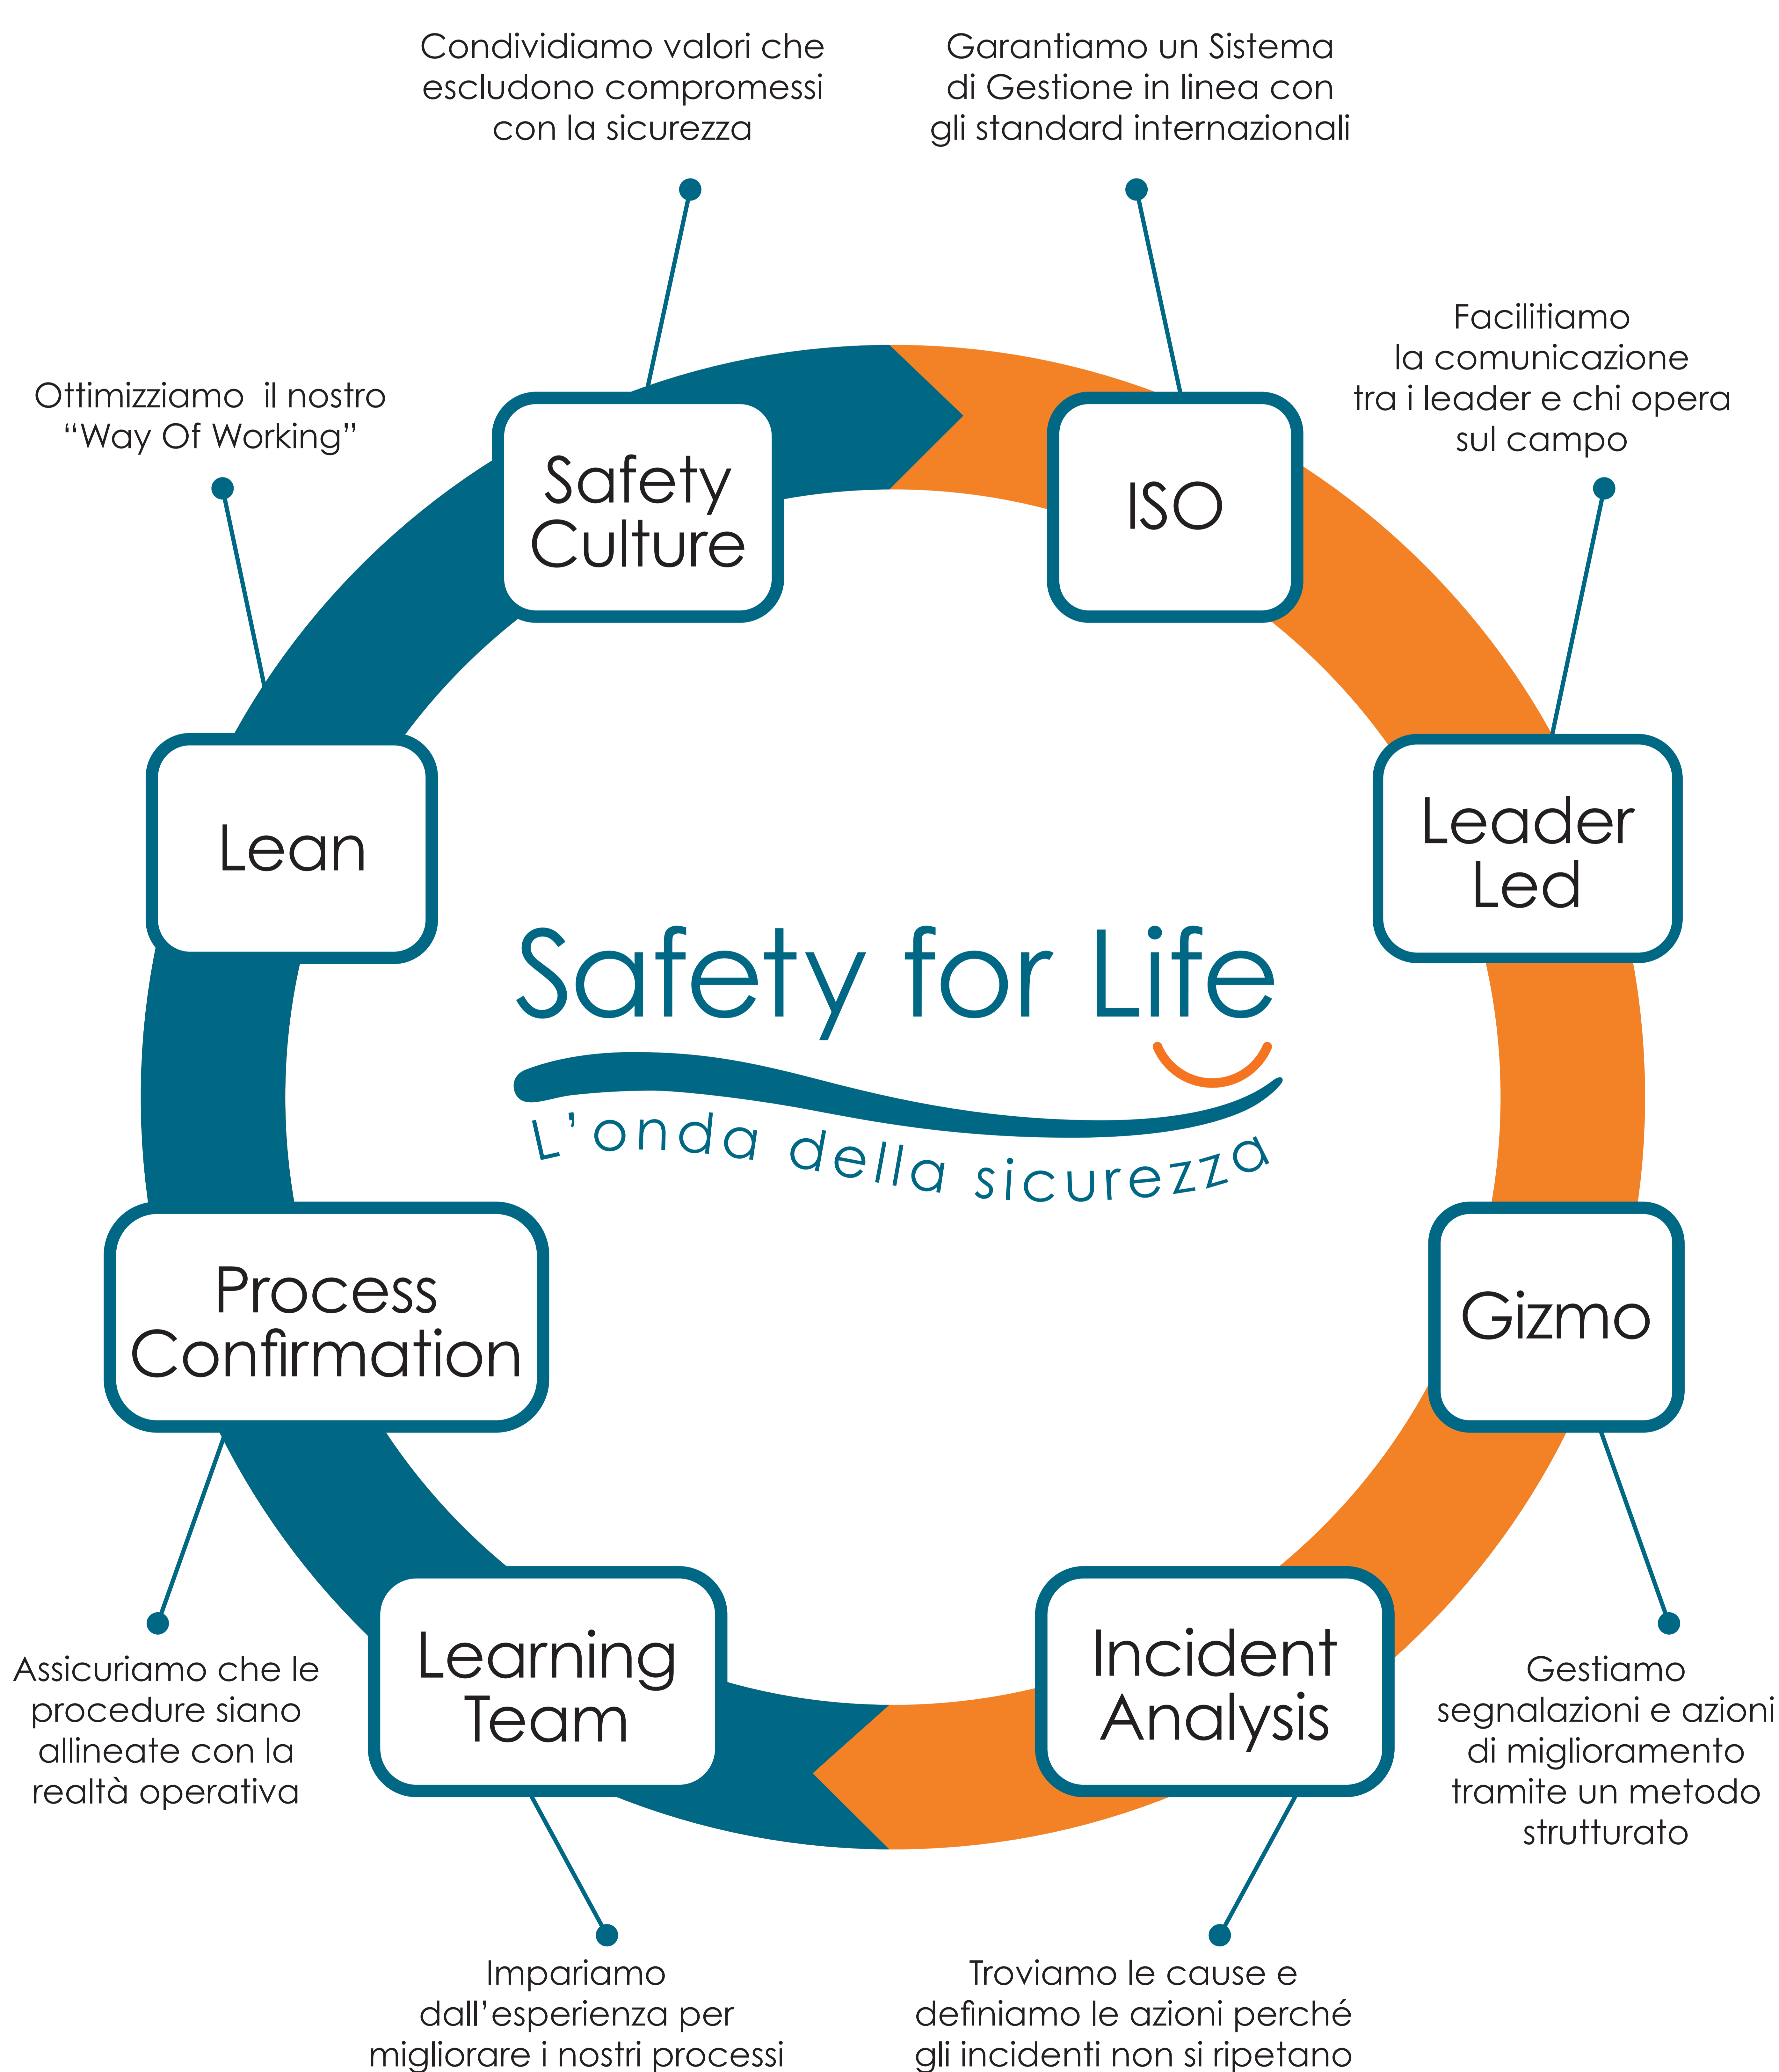 Condividiamo valori che
escludono compromessi
con la sicurezza
Garantiamo un Sistema
di Gestione in linea con
gli standard internazionali
Facilitiamo
la comunicazione
tra i leader e chi opera
sul campo
Ottimizziamo il nostro
“Way Of Working”
Safety
Culture
ISO
Lean
Leader
Led
Safety for Life
L’onda della sicurezza
Process
Confirmation
Gizmo
Learning
Team
Incident
Analysis
Assicuriamo che le
procedure siano
allineate con la
realtà operativa
Gestiamo
segnalazioni e azioni
di miglioramento
tramite un metodo
strutturato
Impariamo
dall’esperienza per
migliorare i nostri processi
Troviamo le cause e
definiamo le azioni perché
gli incidenti non si ripetano